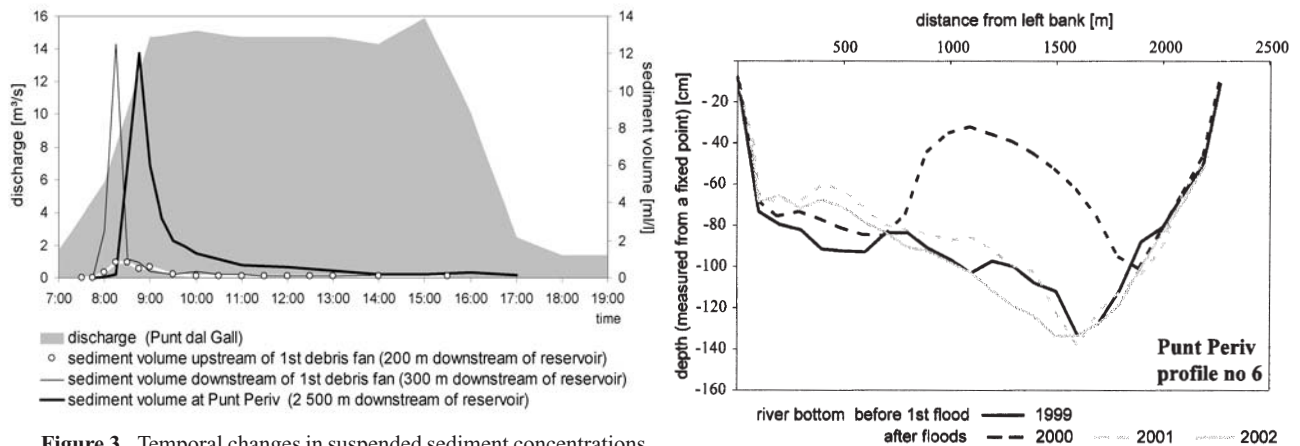 discharge [m³/s]
16
14
12
10
8
6
4
2
0
14
12
10
8
6
4
2
0
sediment volume [ml/l]
7:00 8:00 9:00 10:00 11:00 12:00 13:00 14:00 15:00 16:00 17:00 18:00 19:00
time
discharge (Punt dal Gall)
sediment volume upstream of 1st debris fan (200 m downstream of reservoir)
sediment volume downstream of 1st debris fan (300 m downstream of reservoir)
sediment volume at Punt Periv (2 500 m downstream of reservoir)
Figure 3. Temporal changes in suspended sediment concentrations
distance from left bank [m]
500 1000 1500 2000 2500
depth (measured from a fixed point) [cm]
- 20
- 40
-60
-80
-100
-120
-140
-160
Punt Periv
profile no 6
river bottom before 1st flood 1999
after floods 2000 2001 2002